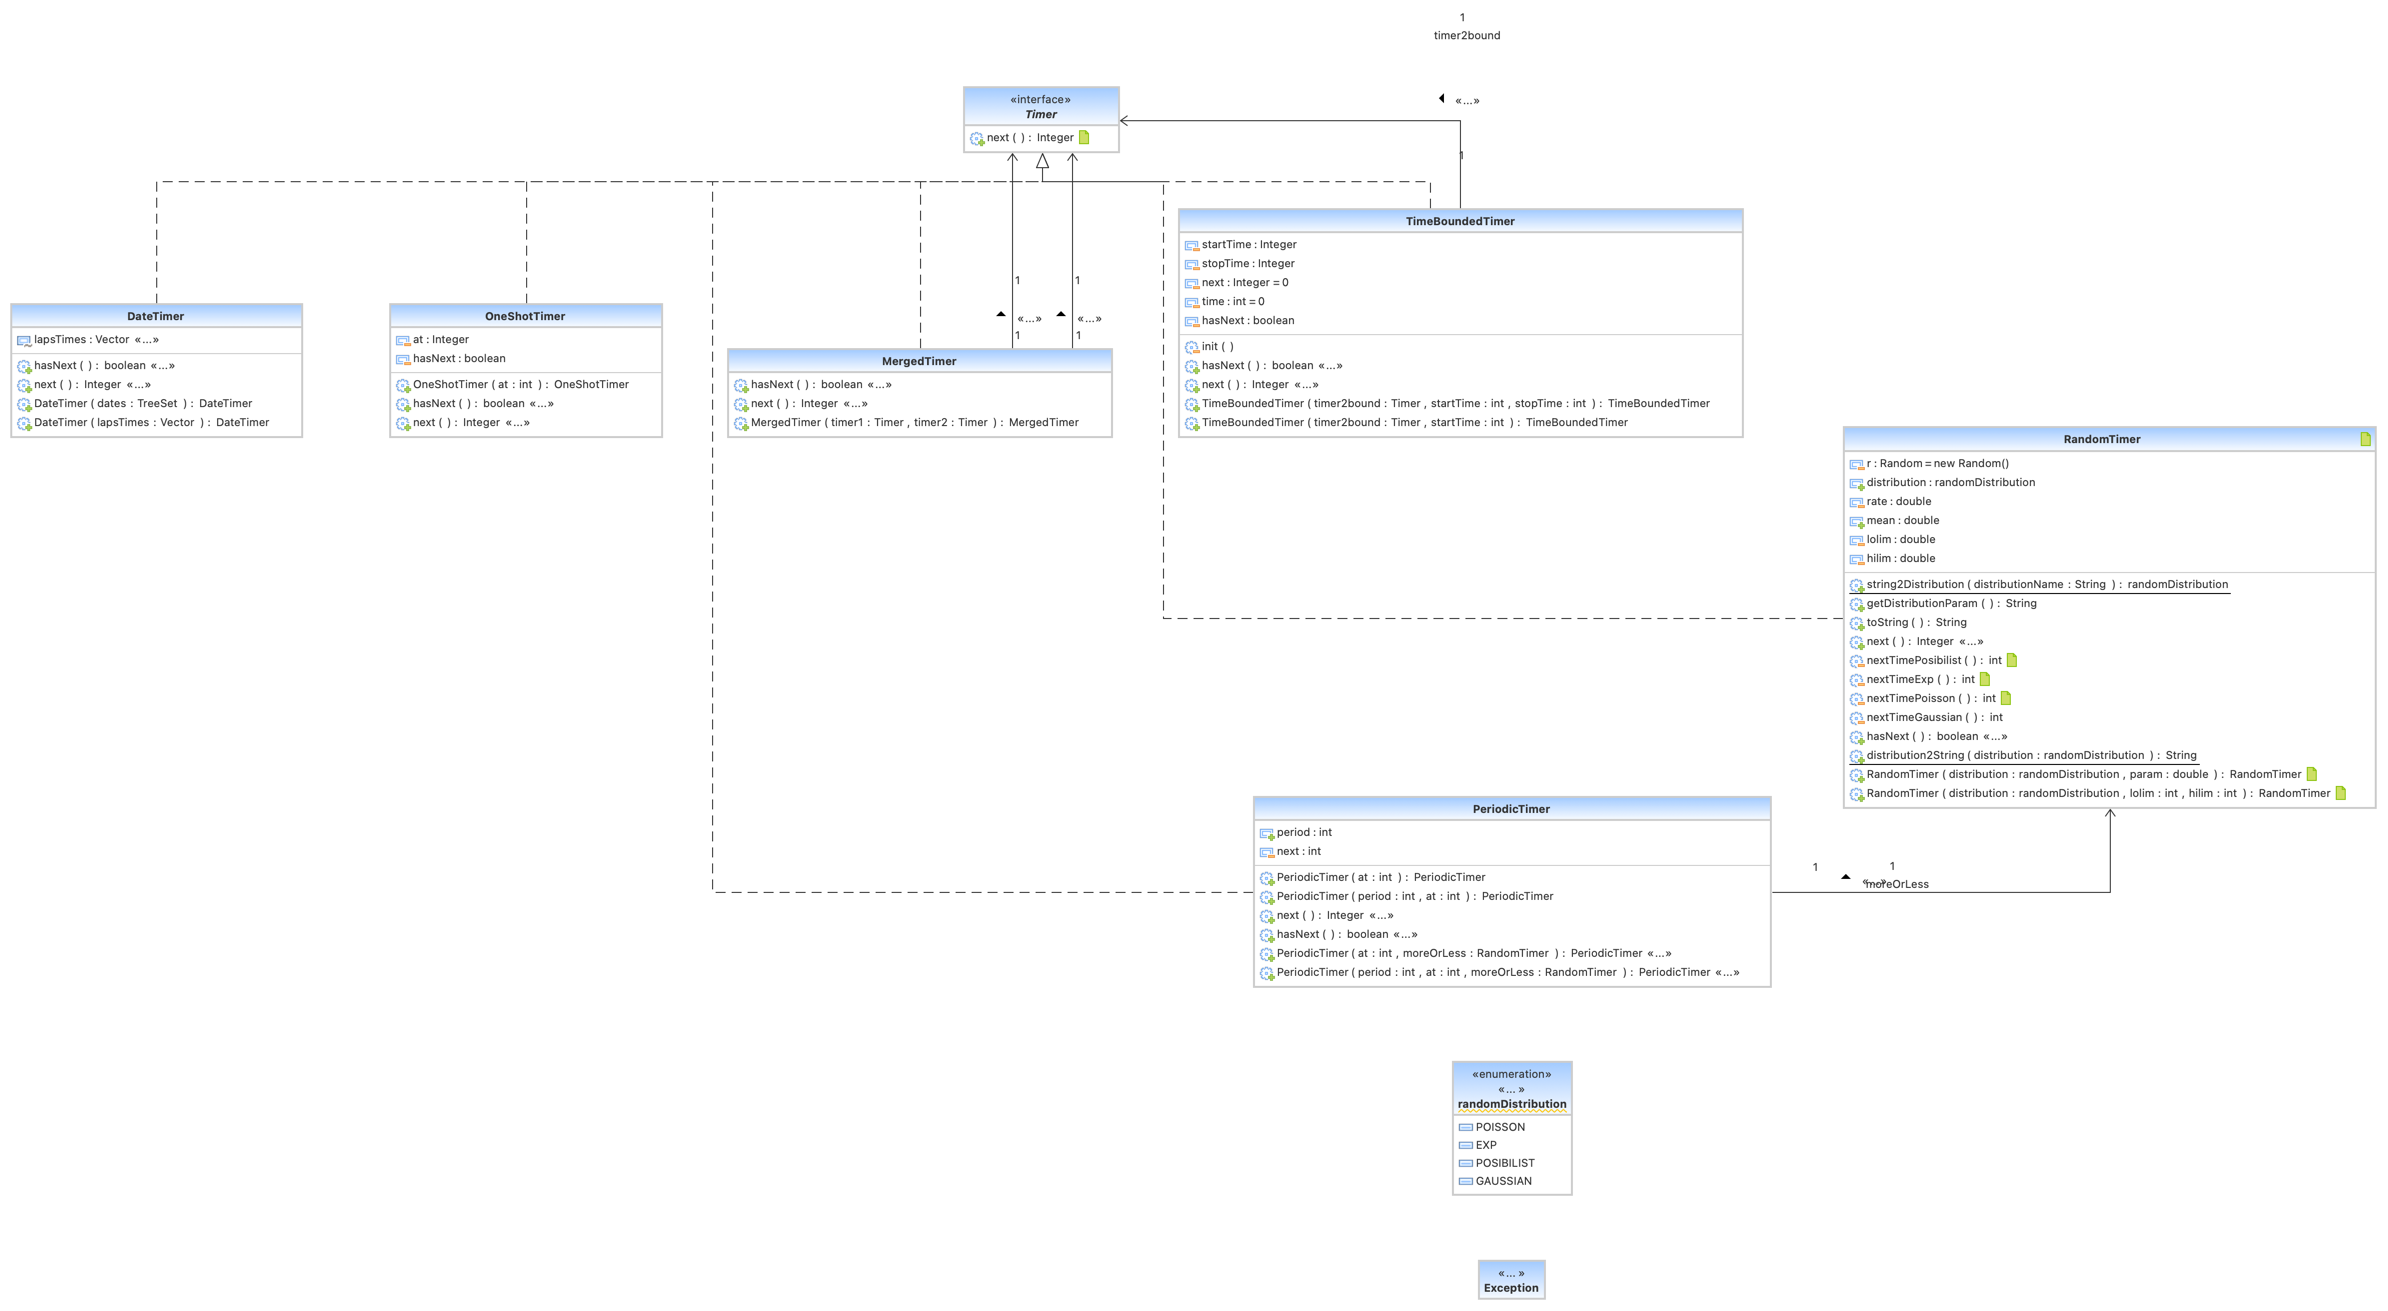 1
timer2bound
«interface»
Timer
next ( ) : Integer
«...»
1
DateTimer
lapsTimes : Vector «...»
hasNext ( ) : boolean «...»
next ( ) : Integer «...»
DateTimer ( dates : TreeSet ) : DateTimer
DateTimer ( lapsTimes : Vector ) : DateTimer
OneShotTimer
at : Integer
hasNext : boolean
OneShotTimer ( at : int ) : OneShotTimer
hasNext ( ) : boolean «...»
next ( ) : Integer «...»
1
1
«...»
«...»
1
1
MergedTimer
hasNext ( ) : boolean «...»
next ( ) : Integer «...»
MergedTimer ( timer1 : Timer , timer2 : Timer ) : MergedTimer
TimeBoundedTimer
startTime : Integer
stopTime : Integer
next : Integer = 0
time : int = 0
hasNext : boolean
init ( )
hasNext ( ) : boolean «...»
next ( ) : Integer «...»
TimeBoundedTimer ( timer2bound : Timer , startTime : int , stopTime : int ) : TimeBoundedTimer
TimeBoundedTimer ( timer2bound : Timer , startTime : int ) : TimeBoundedTimer
RandomTimer
r : Random = new Random()
distribution : randomDistribution
rate : double
mean : double
lolim : double
hilim : double
string2Distribution ( distributionName : String ) : randomDistribution
getDistributionParam ( ) : String
toString ( ) : String
next ( ) : Integer «...»
nextTimePosibilist ( ) : int
nextTimeExp ( ) : int
nextTimePoisson ( ) : int
nextTimeGaussian ( ) : int
hasNext ( ) : boolean «...»
distribution2String ( distribution : randomDistribution ) : String
RandomTimer ( distribution : randomDistribution , param : double ) : RandomTimer
RandomTimer ( distribution : randomDistribution , lolim : int , hilim : int ) : RandomTimer
PeriodicTimer
period : int
next : int
PeriodicTimer ( at : int ) : PeriodicTimer
PeriodicTimer ( period : int , at : int ) : PeriodicTimer
next ( ) : Integer «...»
hasNext ( ) : boolean «...»
PeriodicTimer ( at : int , moreOrLess : RandomTimer ) : PeriodicTimer «...»
PeriodicTimer ( period : int , at : int , moreOrLess : RandomTimer ) : PeriodicTimer «...»
1
1
«...»
moreOrLess
«enumeration»
«... »
randomDistribution
POISSON
EXP
POSIBILIST
GAUSSIAN
«... »
Exception